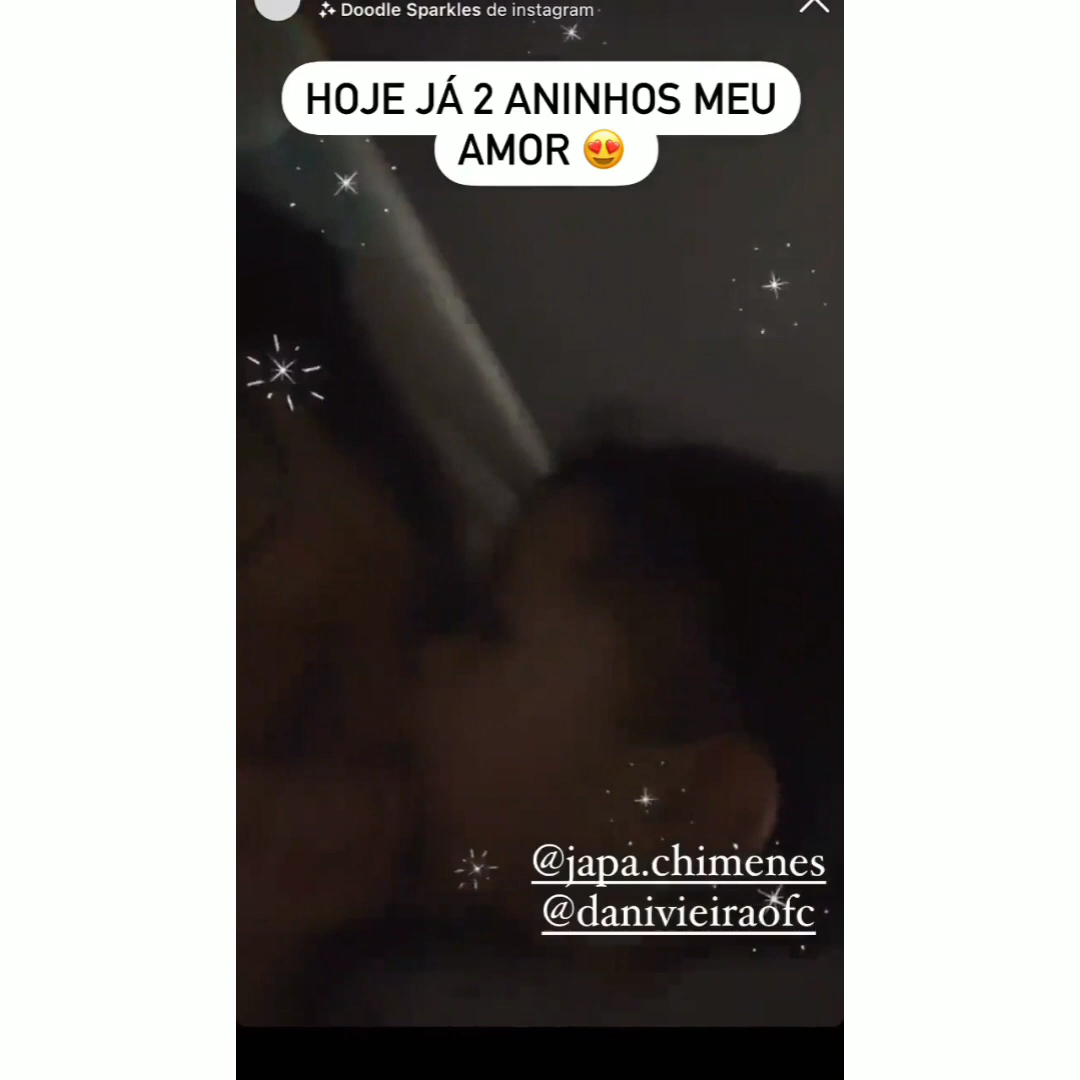 Doodle Sparkles de instagram
HOJE JÁ 2 ANINHOS MEU
AMOR 😍
@japa.chimenes
@danivieiraofc